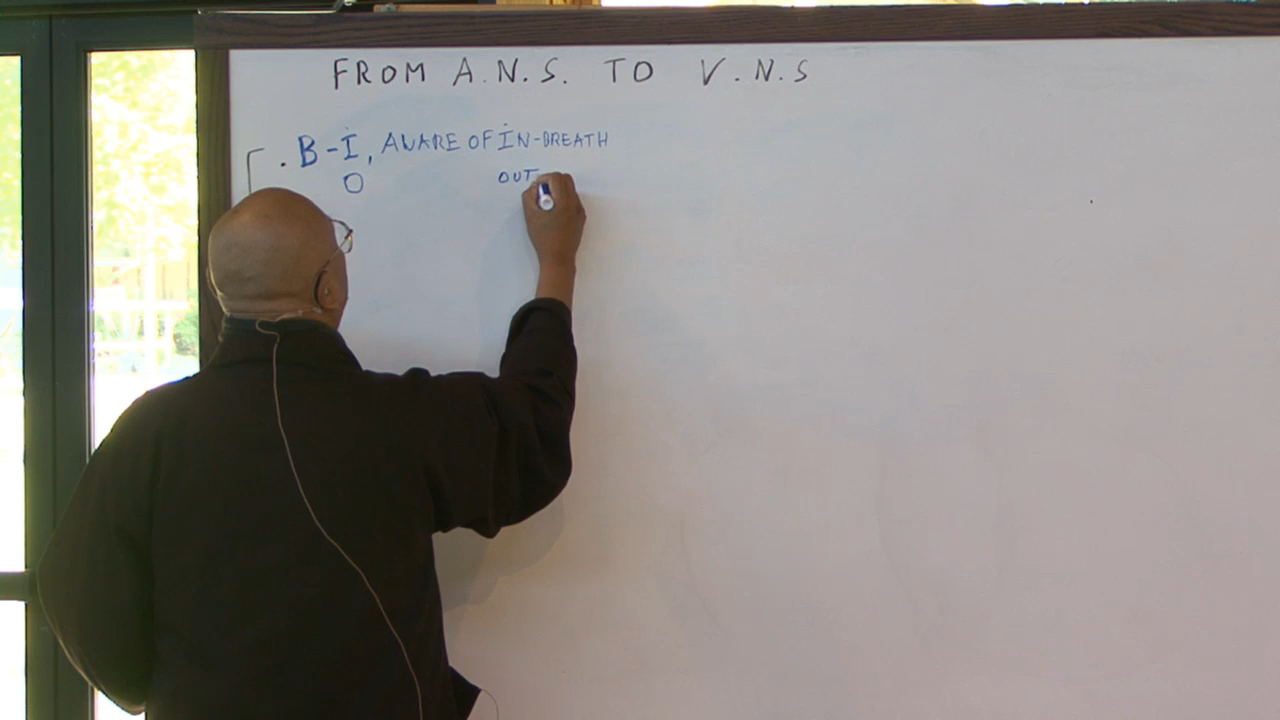 FROM A.N.S. TO V.N.S
. B-I, AWARE OF IN-BREATH
O OUT